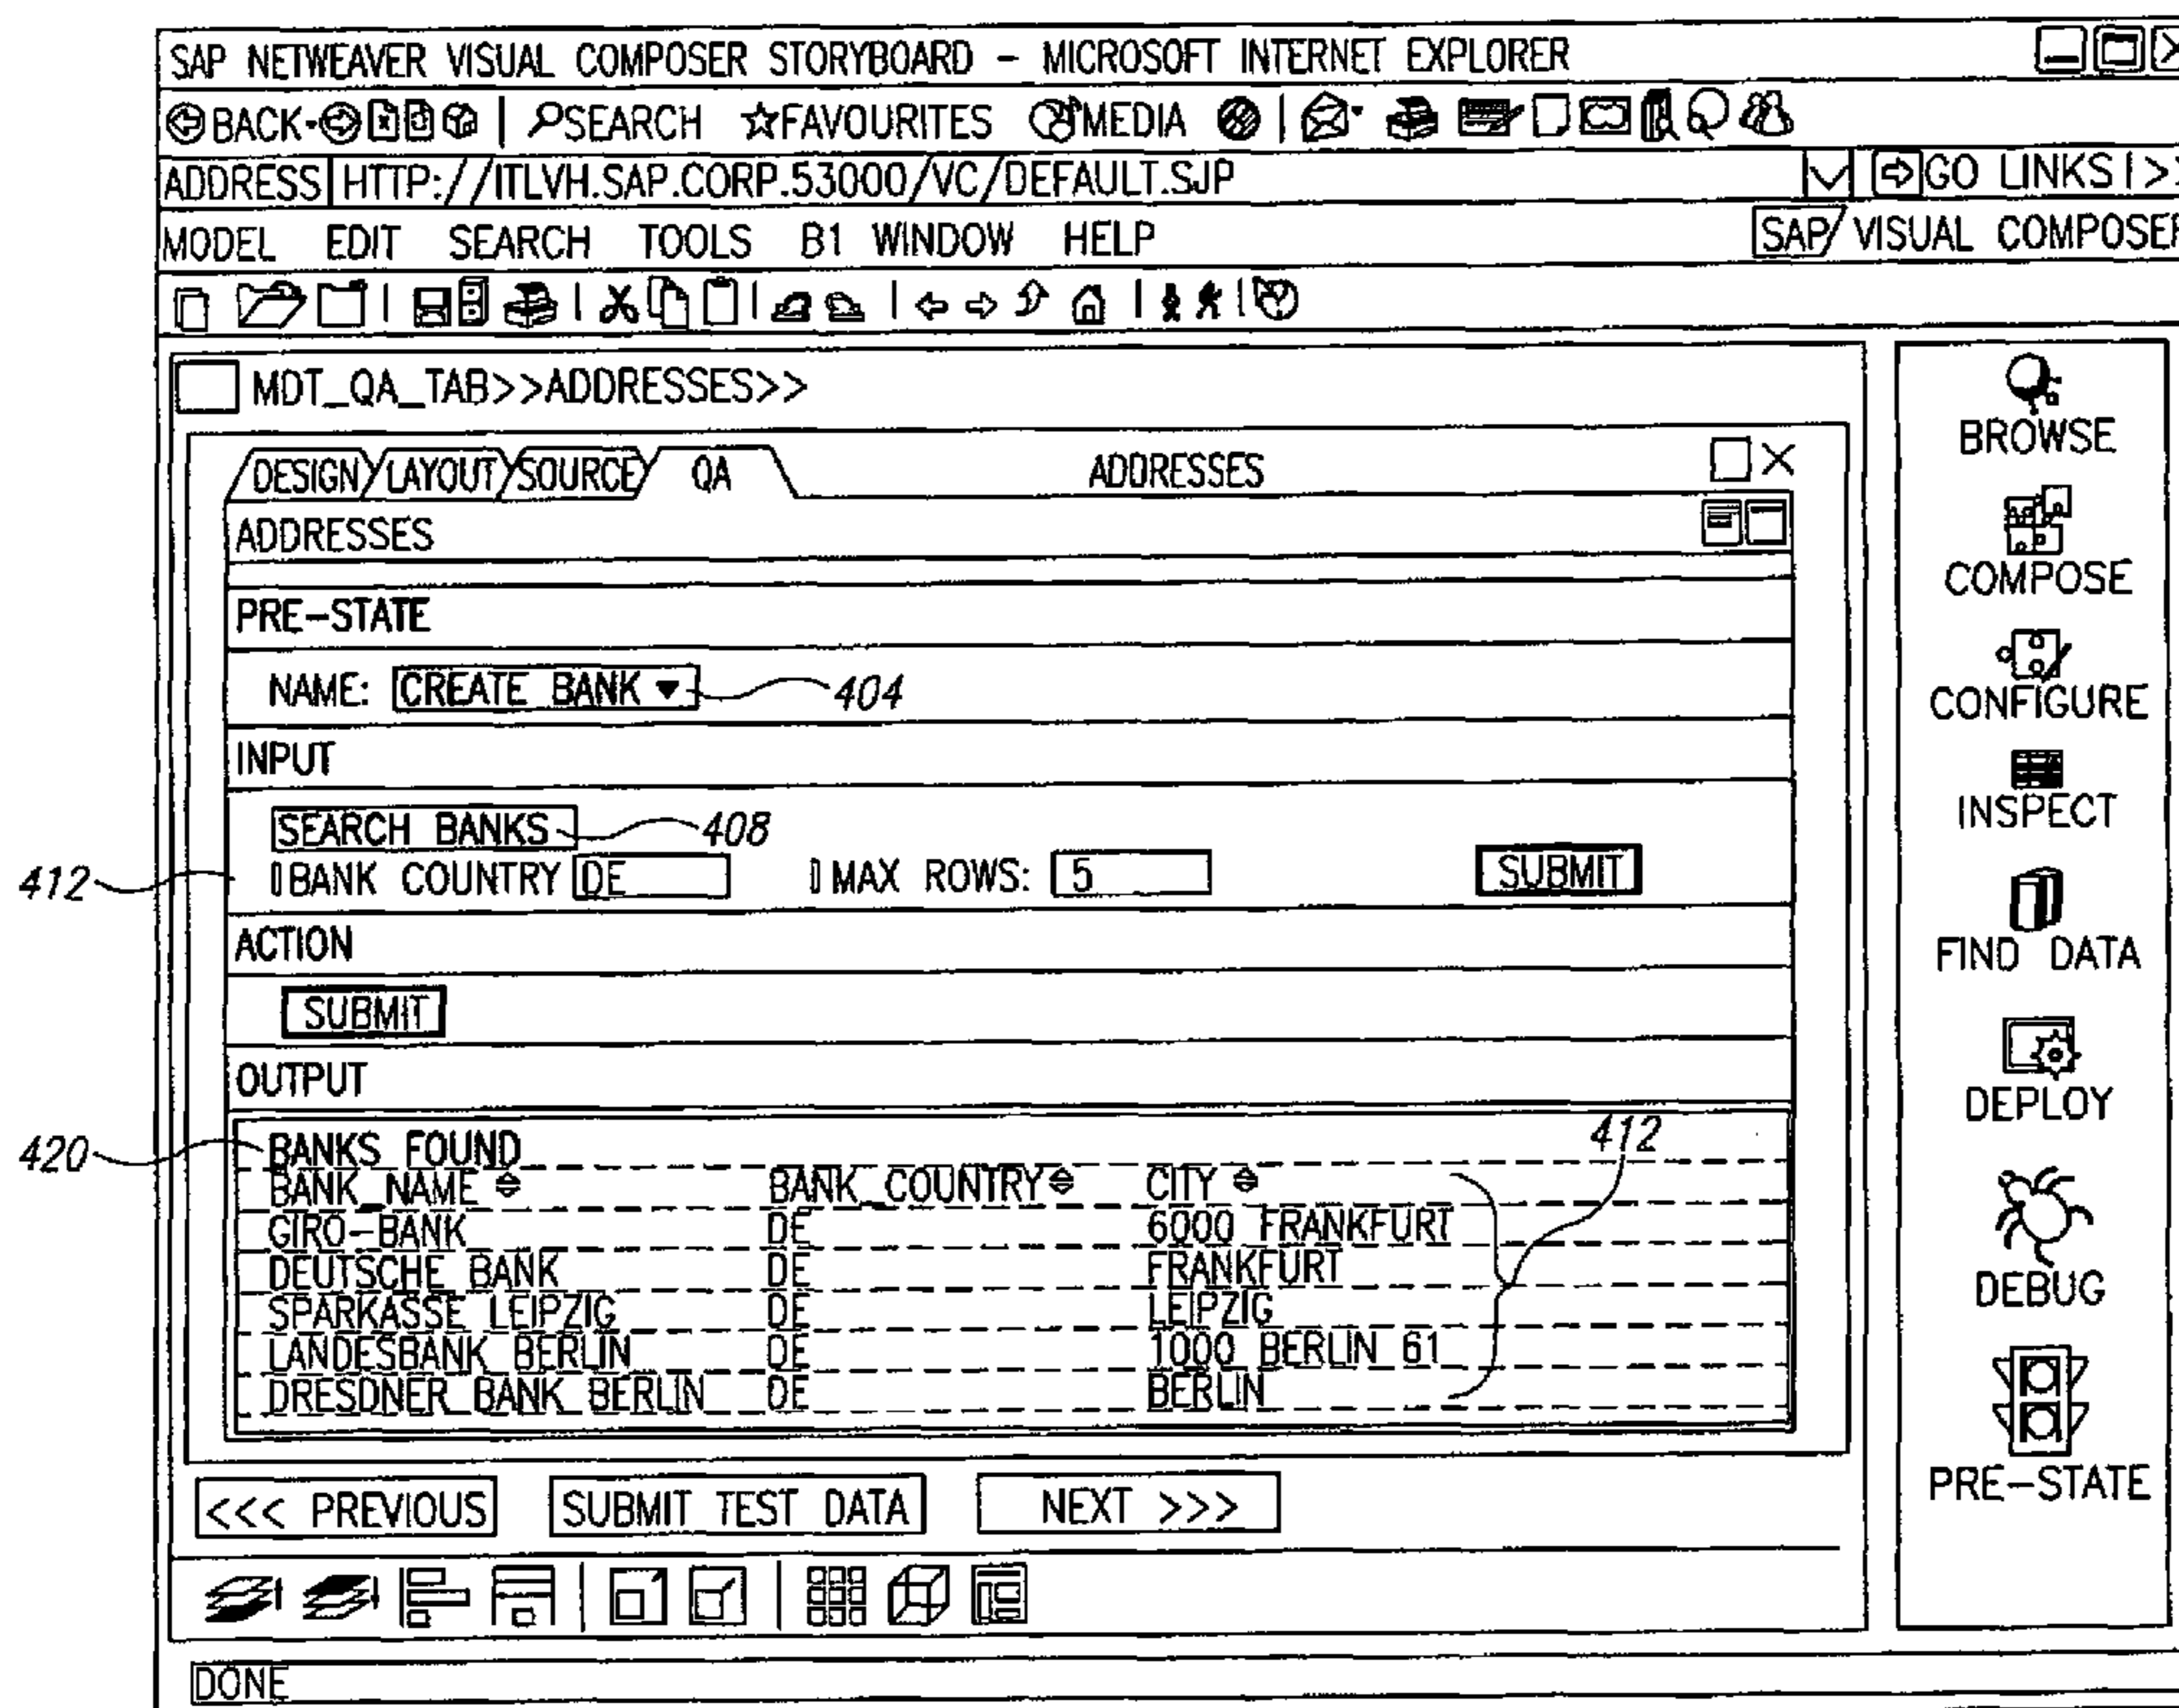 SAP NETWEAVER VISUAL COMPOSER STORYBOARD - MICROSOFT INTERNET EXPLORER
BACK SEARCH FAVOURITES MEDIA
ADDRESS HTTP://ITLVH.SAP.CORP.53000/VC/DEFAULT.SJP GO LINKS
MODEL EDIT SEARCH TOOLS B1 WINDOW HELP SAP VISUAL COMPOSER
MDT_QA_TAB>>ADDRESSES>>
DESIGN LAYOUT SOURCE QA ADDRESSES
ADDRESSES
PRE-STATE
NAME: CREATE BANK 404
INPUT
SEARCH BANKS 408
412 BANK COUNTRY DE MAX ROWS: 5 SUBMIT
ACTION
SUBMIT
OUTPUT
420 BANKS FOUND 412
BANK_NAME BANK_COUNTRY CITY
GIRO-BANK DE 6000 FRANKFURT
DEUTSCHE BANK DE FRANKFURT
SPARKASSE LEIPZIG DE LEIPZIG
LANDESBANK BERLIN DE 1000 BERLIN 61
DRESDNER BANK BERLIN DE BERLIN
<<< PREVIOUS SUBMIT TEST DATA NEXT >>>
BROWSE
COMPOSE
CONFIGURE
INSPECT
FIND DATA
DEPLOY
DEBUG
PRE-STATE
DONE